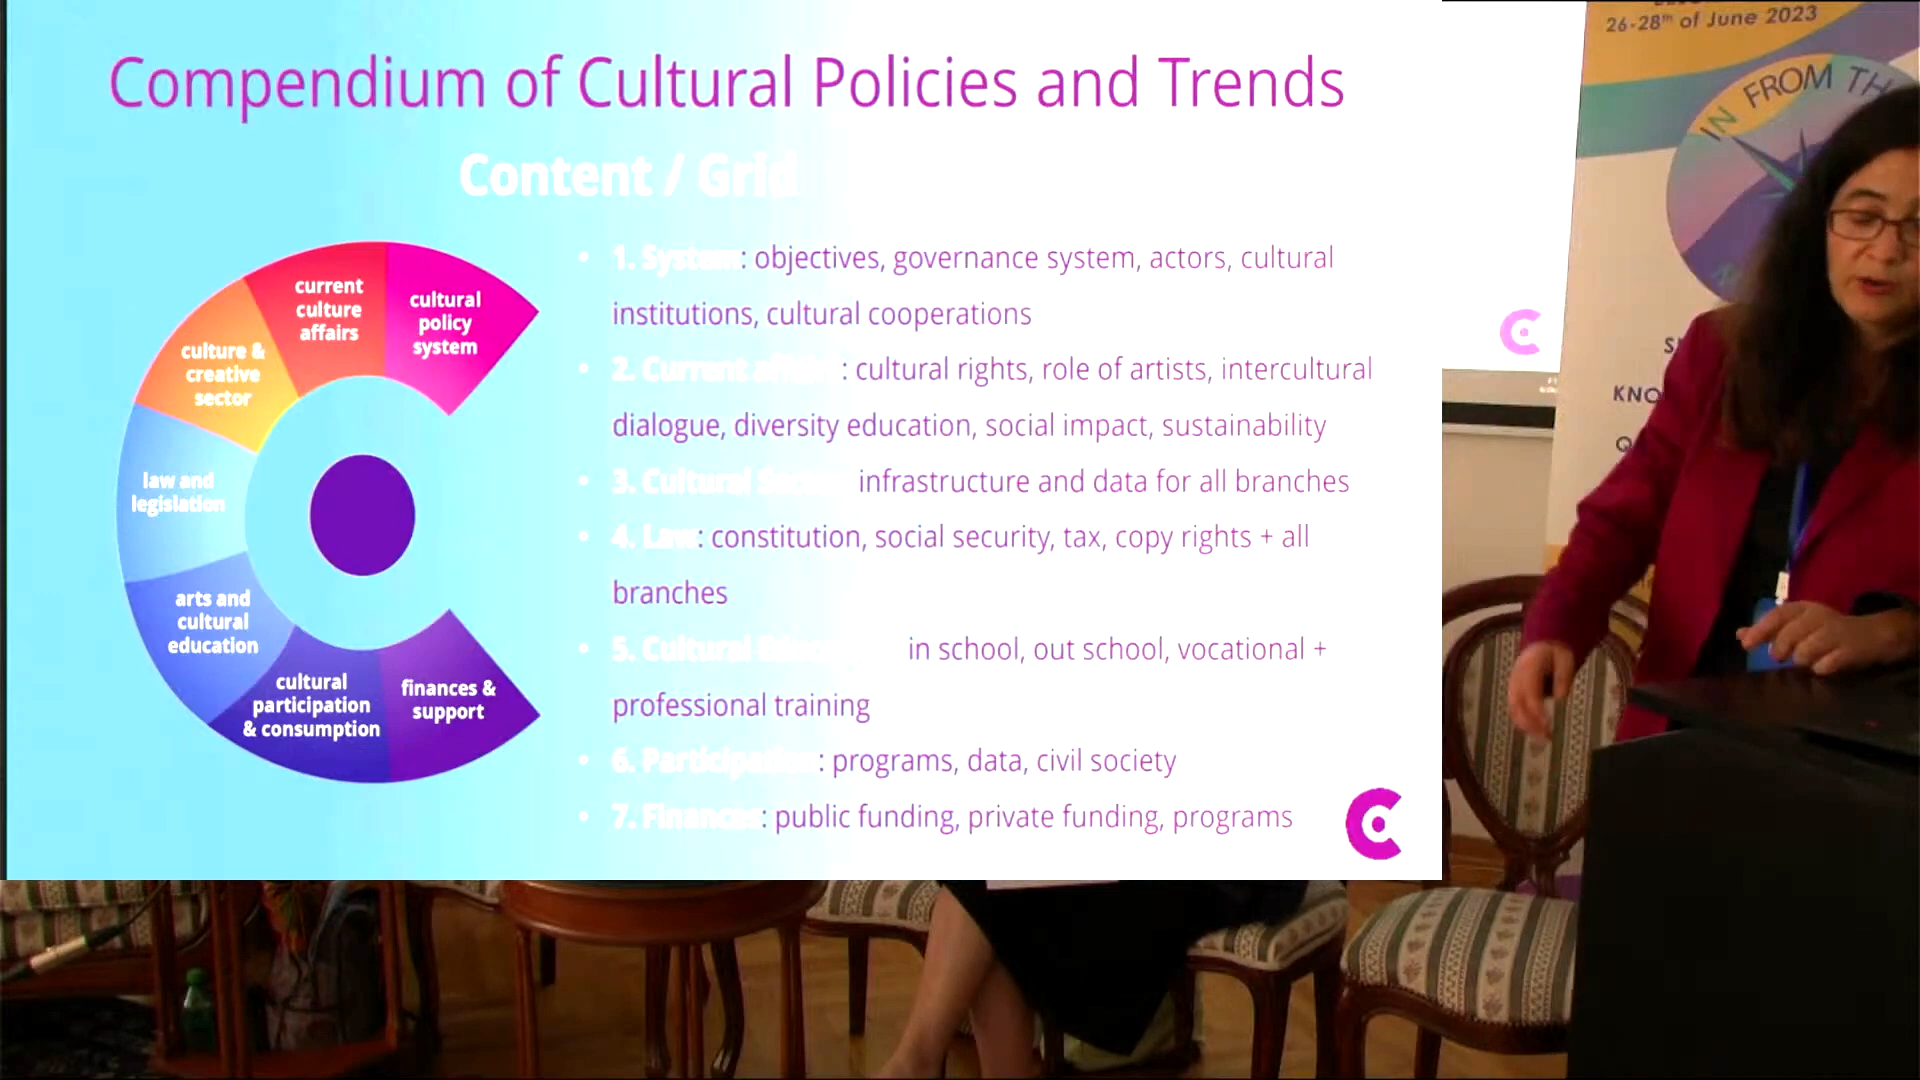 Compendium of Cultural Policies and Trends
Content / Grid
current
culture
affairs
cultural
policy
system
culture &
creative
sector
law and
legislation
arts and
cultural
education
cultural
participation
& consumption
finances &
support
• 1. System: objectives, governance system, actors, cultural
institutions, cultural cooperations
• 2. Current affairs: cultural rights, role of artists, intercultural
dialogue, diversity education, social impact, sustainability
• 3. Cultural infrastructure and data for all branches
• 4. Law: constitution, social security, tax, copy rights + all
branches
• 5. Cultural in school, out school, vocational +
professional training
• 6. Participation: programs, data, civil society
• 7. Finances: public funding, private funding, programs
26-28th of June 2023
IN FROM TH
KNO